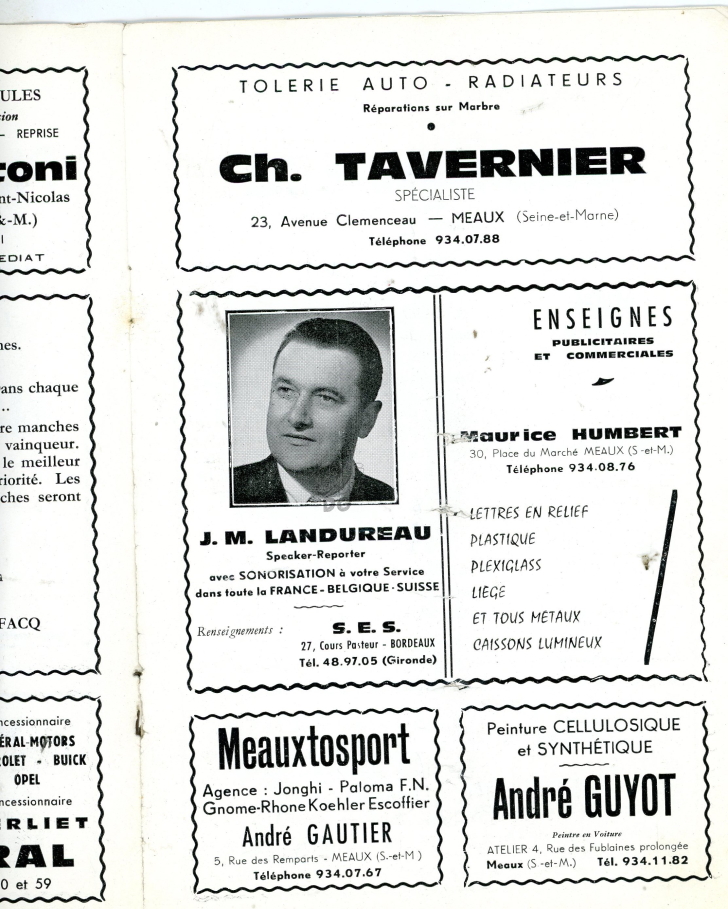 ULES
sion
— REPRISE
toni
nt-Nicolas
&-M.)
EDIAT
nes.
ans chaque
..
re manches
vainqueur.
le meilleur
riorité. Les
ches seront
FACQ
ncessionnaire
ÉRAL-MOTORS
OLET - BUICK
OPEL
ncessionnaire
ERLIET
RAL
0 et 59
TOLERIE AUTO - RADIATEURS
Réparations sur Marbre
Ch. TAVERNIER
SPÉCIALISTE
23, Avenue Clemenceau — MEAUX (Seine-et-Marne)
Téléphone 934.07.88
J. M. LANDUREAU
Speaker-Reporter
avec SONORISATION à votre Service
dans toute la FRANCE - BELGIQUE - SUISSE
Renseignements : S. E. S.
27, Cours Pasteur - BORDEAUX
Tél. 48.97.05 (Gironde)
ENSEIGNES
PUBLICITAIRES
ET COMMERCIALES
Maurice HUMBERT
30, Place du Marché MEAUX (S-et-M.)
Téléphone 934.08.76
LETTRES EN RELIEF
PLASTIQUE
PLEXIGLASS
LIEGE
ET TOUS METAUX
CAISSONS LUMINEUX
Meauxtosport
Agence : Jonghi - Paloma F.N.
Gnome-Rhone Koehler Escoffier
André GAUTIER
5, Rue des Remparts - MEAUX (S.-et-M )
Téléphone 934.07.67
Peinture CELLULOSIQUE
et SYNTHÉTIQUE
André GUYOT
Peintre en Voiture
ATELIER 4, Rue des Fublaines prolongée
Meaux (S-et-M.) Tél. 934.11.82